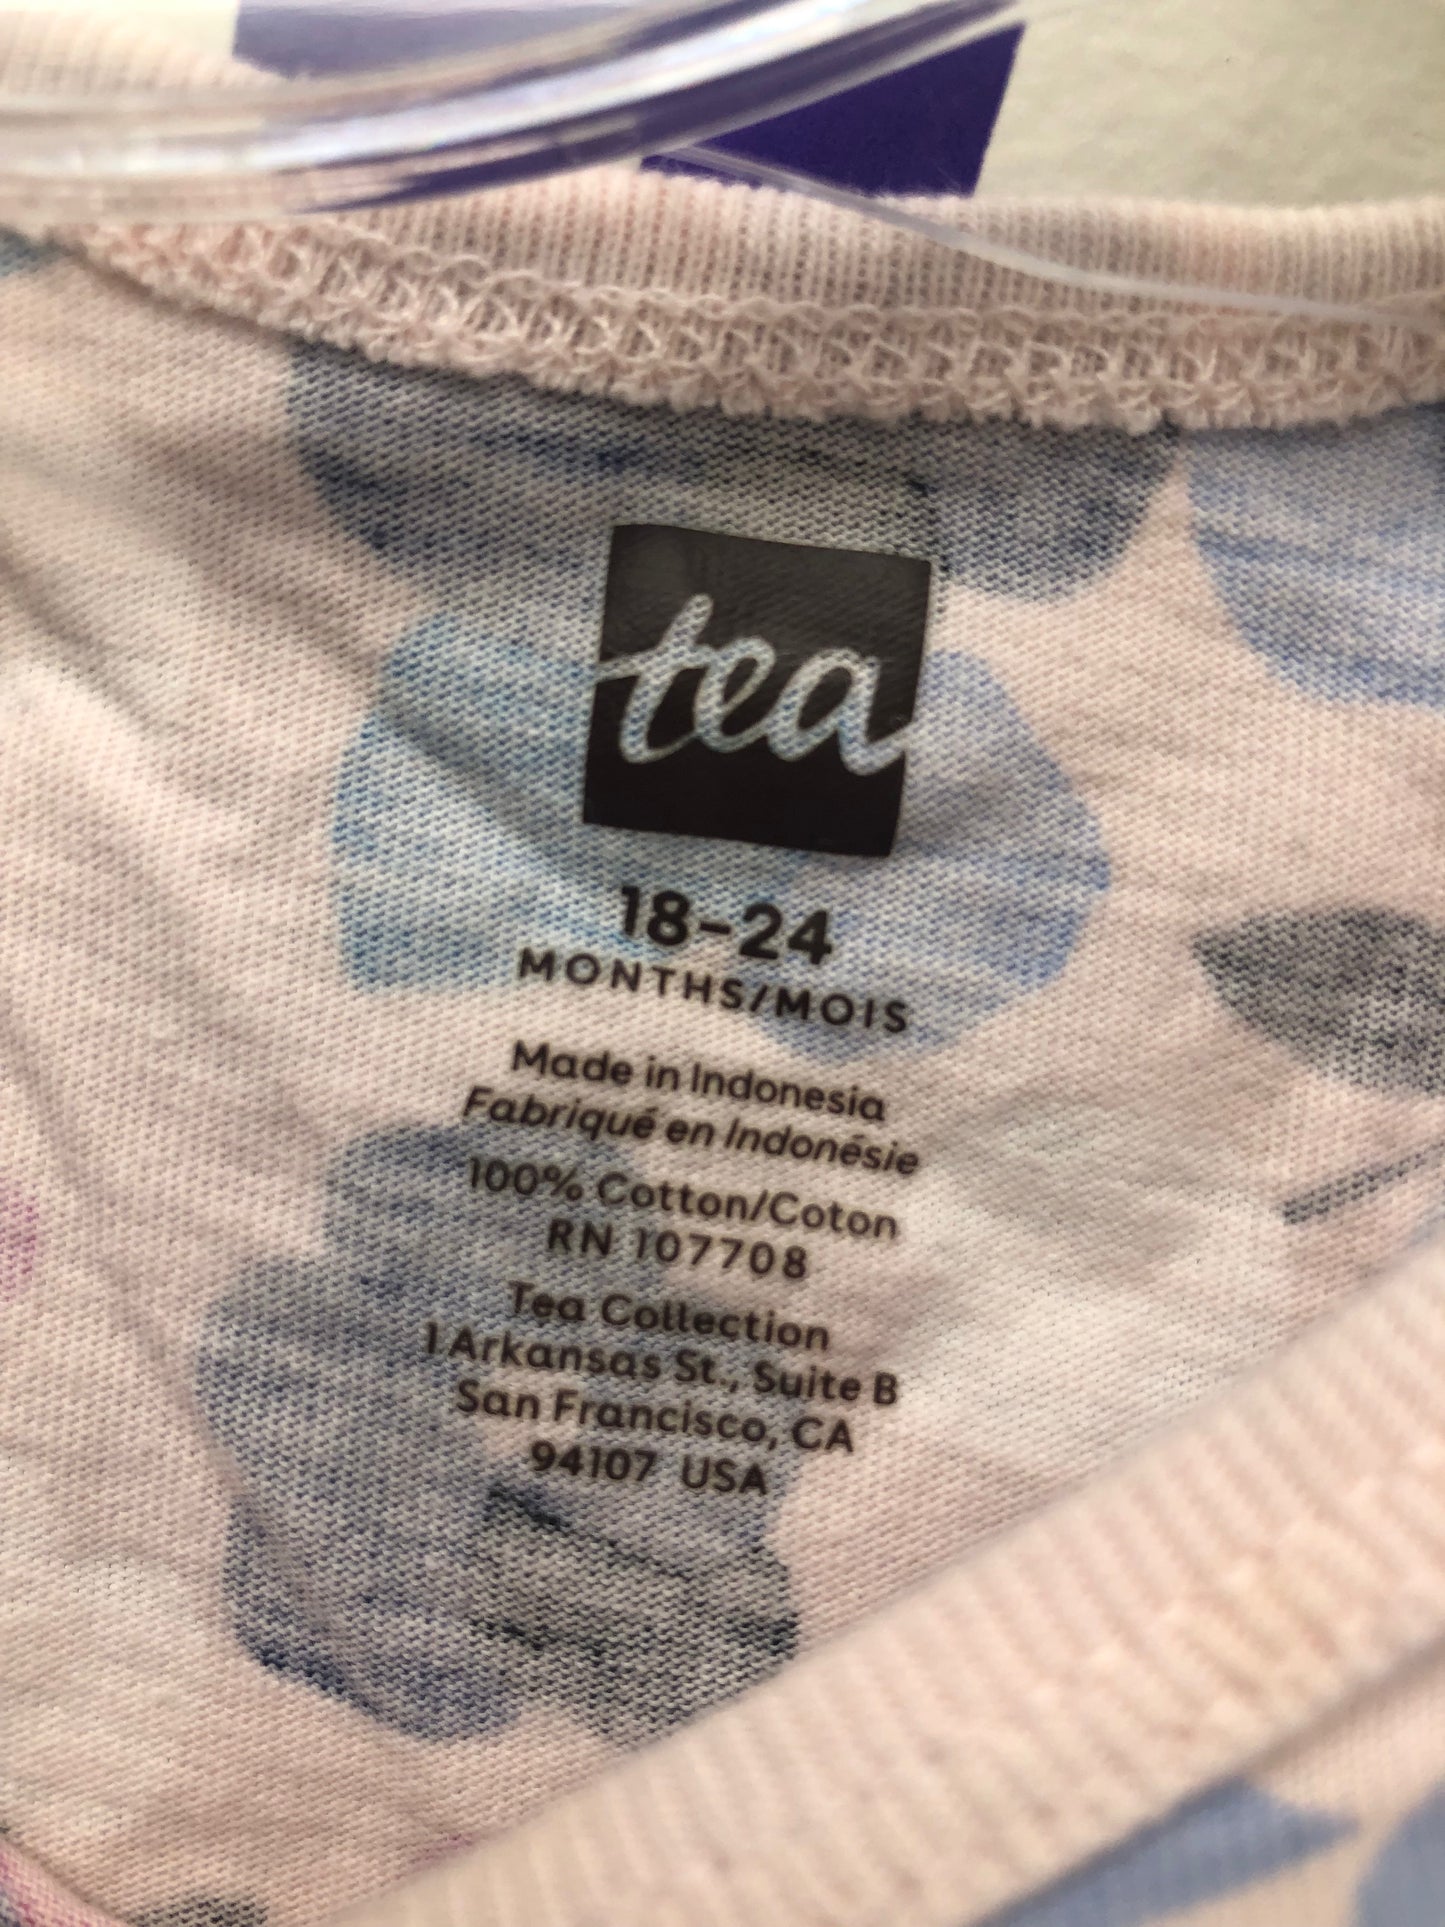 tea
18-24
MONTHS/MOIS
Made in Indonesia
Fabriqué en Indonésie
100% Cotton/Coton
RN 107708
Tea Collection
1 Arkansas St., Suite B
San Francisco, CA
94107 USA